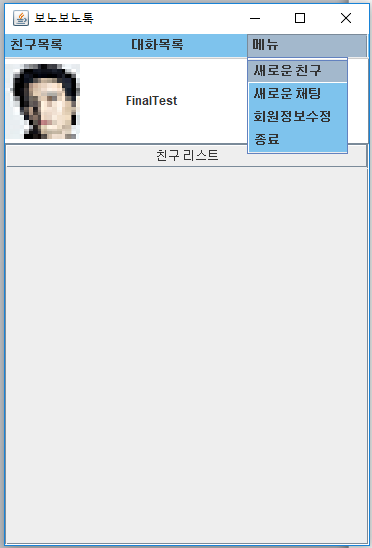 보노보노톡
친구목록 대화목록 메뉴
새로운 친구
새로운 채팅
회원정보수정
종료
FinalTest
친구 리스트